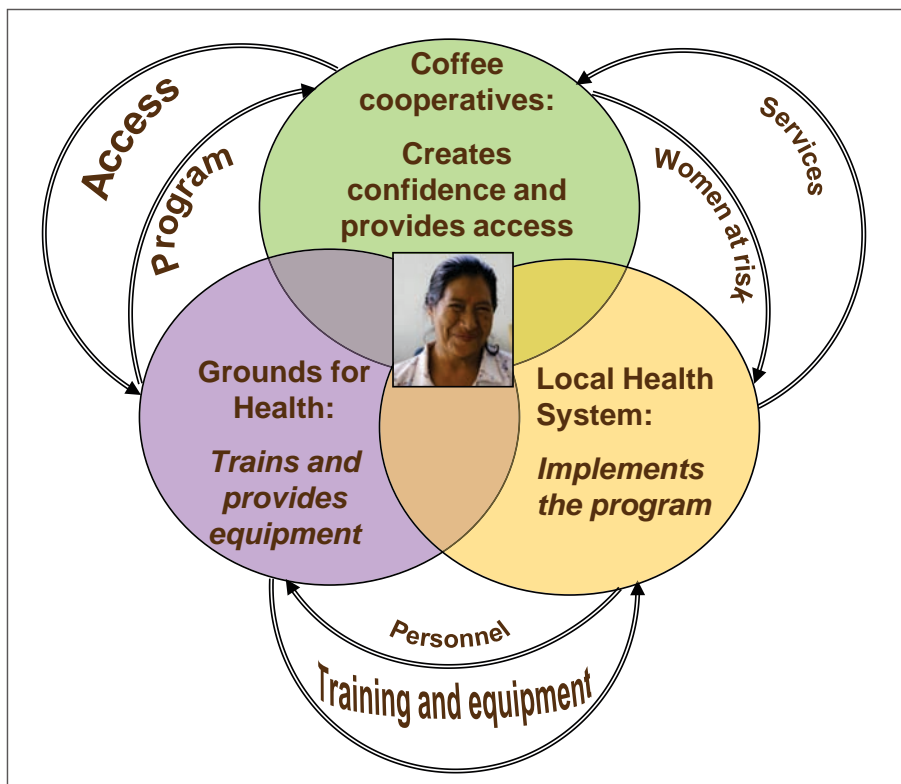 Coffee
cooperatives:
Creates
confidence and
provides access
Access
Program
Women at risk
Services
Grounds for
Health:
Trains and
provides
equipment
Local Health
System:
Implements
the program
Personnel
Training and equipment